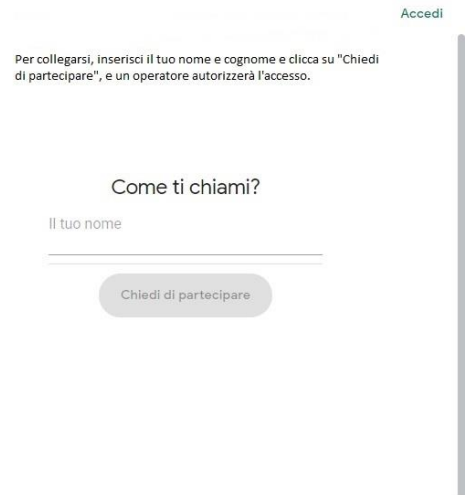 Accedi
Per collegarsi, inserisci il tuo nome e cognome e clicca su "Chiedi
di partecipare", e un operatore autorizzerà l'accesso.
Come ti chiami?
Il tuo nome
Chiedi di partecipare